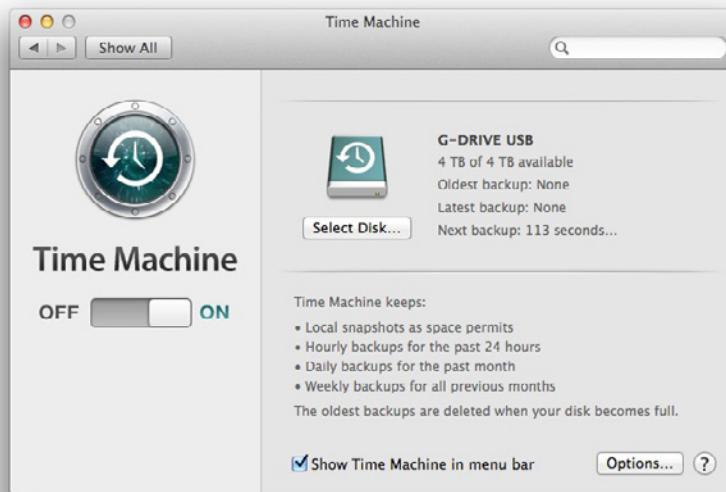 Time Machine
Show All
G-DRIVE USB
4 TB of 4 TB available
Oldest backup: None
Latest backup: None
Next backup: 113 seconds...
Select Disk...
Time Machine
OFF ON
Time Machine keeps:
• Local snapshots as space permits
• Hourly backups for the past 24 hours
• Daily backups for the past month
• Weekly backups for all previous months
The oldest backups are deleted when your disk becomes full.
Show Time Machine in menu bar
Options... ?